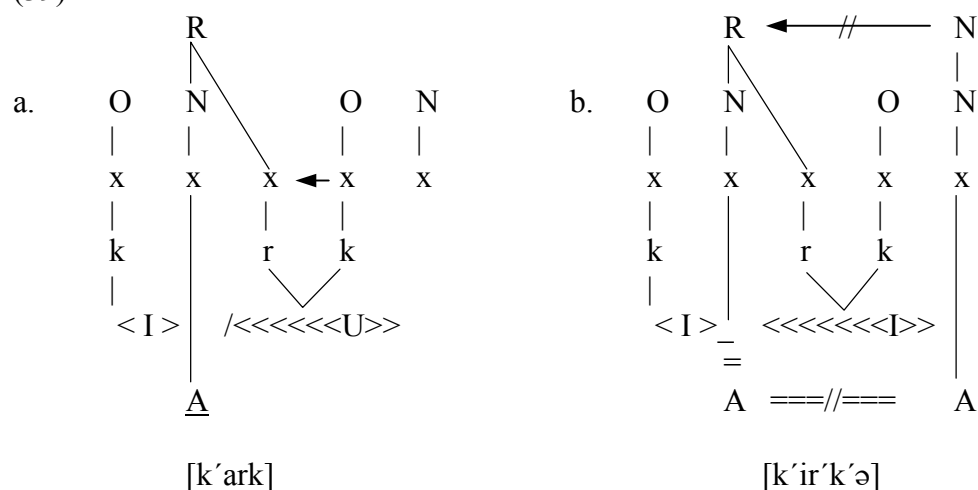 R R // N
a. O N O N b. O N O N
x x x x x x x x x x
k r k k r k
< I > /<<<<<<U>> < I > _ <<<<<<<I>>
=
A A ===//=== A
[k´ark] [k´ir´k´ə]